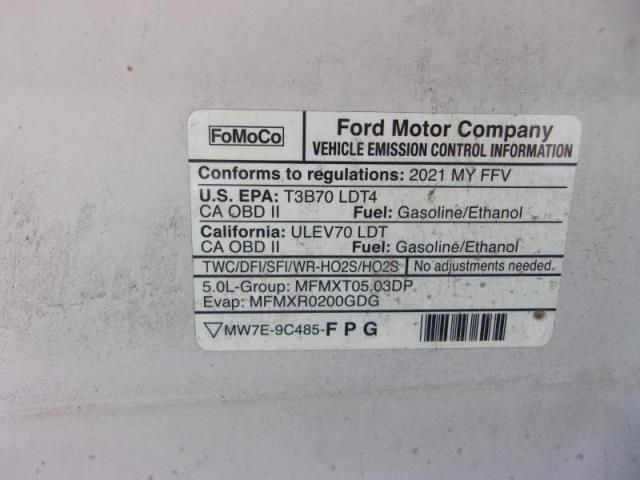 FoMoCo
Ford Motor Company
VEHICLE EMISSION CONTROL INFORMATION
Conforms to regulations: 2021 MY FFV
U.S. EPA: T3B70 LDT4
CA OBD II Fuel: Gasoline/Ethanol
California: ULEV70 LDT
CA OBD II Fuel: Gasoline/Ethanol
TWC/DFI/SFI/WR-HO2S/HO2S No adjustments needed.
5.0L-Group: MFMXT05.03DP
Evap: MFMXR0200GDG
MW7E-9C485-F P G